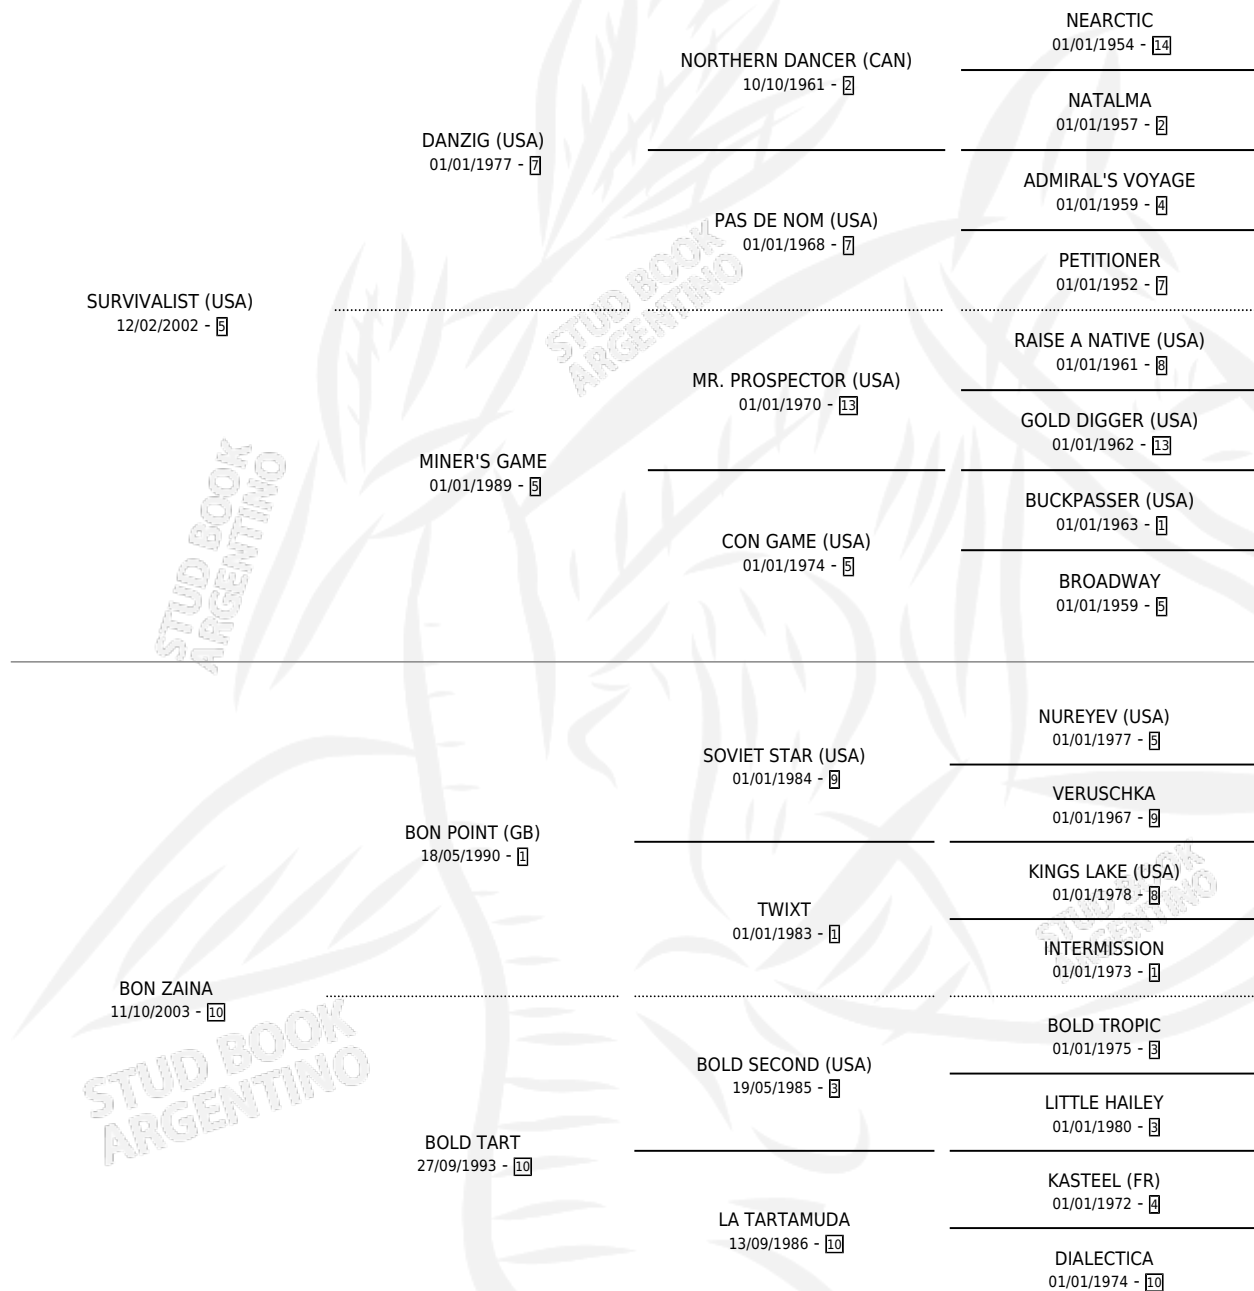 NEARCTIC
01/01/1954 - 14
NORTHERN DANCER (CAN)
10/10/1961 - 2
NATALMA
01/01/1957 - 2
DANZIG (USA)
01/01/1977 - 7
ADMIRAL'S VOYAGE
01/01/1959 - 4
PAS DE NOM (USA)
01/01/1968 - 7
PETITIONER
01/01/1952 - 7
SURVIVALIST (USA)
12/02/2002 - 5
RAISE A NATIVE (USA)
01/01/1961 - 8
MR. PROSPECTOR (USA)
01/01/1970 - 13
GOLD DIGGER (USA)
01/01/1962 - 13
MINER'S GAME
01/01/1989 - 5
BUCKPASSER (USA)
01/01/1963 - 1
CON GAME (USA)
01/01/1974 - 5
BROADWAY
01/01/1959 - 5
NUREYEV (USA)
01/01/1977 - 5
SOVIET STAR (USA)
01/01/1984 - 9
VERUSCHKA
01/01/1967 - 9
BON POINT (GB)
18/05/1990 - 1
KINGS LAKE (USA)
01/01/1978 - 8
TWIXT
01/01/1983 - 1
INTERMISSION
01/01/1973 - 1
BON ZAINA
11/10/2003 - 10
BOLD TROPIC
01/01/1975 - 3
BOLD SECOND (USA)
19/05/1985 - 3
LITTLE HAILEY
01/01/1980 - 3
BOLD TART
27/09/1993 - 10
KASTEEL (FR)
01/01/1972 - 4
LA TARTAMUDA
13/09/1986 - 10
DIALECTICA
01/01/1974 - 10
STUD BOOK
ARGENTINO
STUD BOOK
ARGENTINO
STUD BOOK
ARGENTINO
STUD BOOK
ARGENTINO